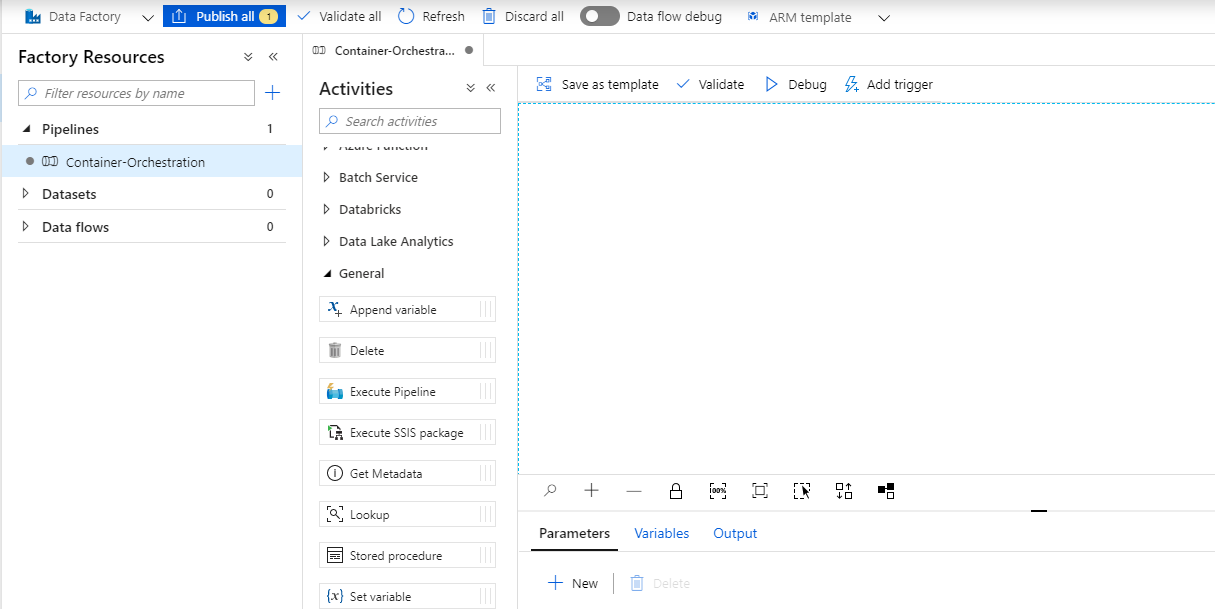 Data Factory
Publish all 1
Validate all
Refresh
Discard all
Data flow debug
ARM template
Factory Resources
Filter resources by name
Pipelines 1
Container-Orchestration
Datasets 0
Data flows 0
Container-Orchestra...
Activities
Search activities
Azure Function
Batch Service
Databricks
Data Lake Analytics
General
Append variable
Delete
Execute Pipeline
Execute SSIS package
Get Metadata
Lookup
Stored procedure
{x} Set variable
Save as template
Validate
Debug
Add trigger
100%
Parameters Variables Output
New Delete